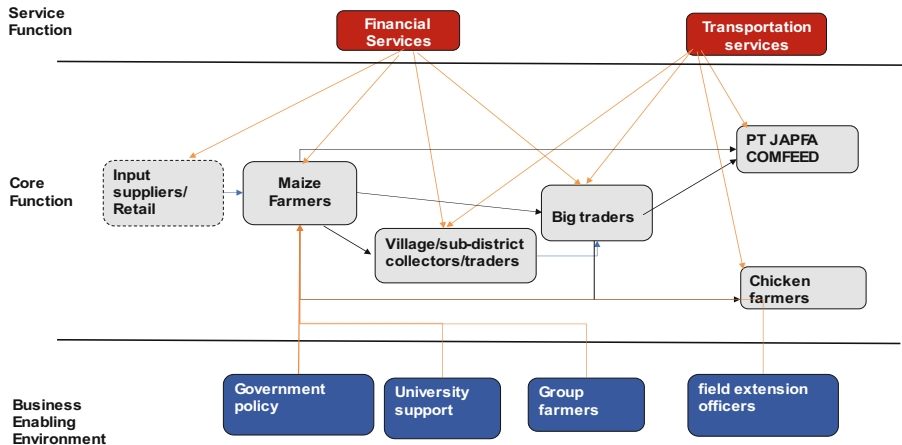 Service
Function
Financial
Services
Transportation
services
Core
Function
Input
suppliers/
Retail
Maize
Farmers
Village/sub-district
collectors/traders
Big traders
PT JAPFA
COMFEED
Chicken
farmers
Business
Enabling
Environment
Government
policy
University
support
Group
farmers
field extension
officers